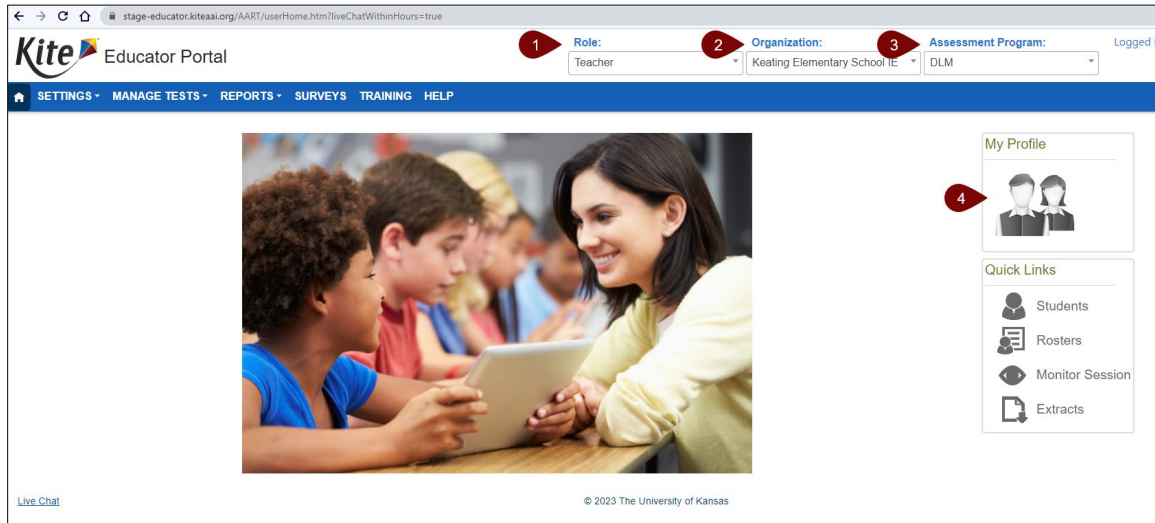 stage-educator.kiteaai.org/AART/userHome.htm?liveChatWithinHours=true
Kite Educator Portal
1 Role: 2 Organization: 3 Assessment Program: Logged i
Teacher Keating Elementary School IE DLM
SETTINGS MANAGE TESTS REPORTS SURVEYS TRAINING HELP
My Profile
4
Quick Links
Students
Rosters
Monitor Session
Extracts
Live Chat © 2023 The University of Kansas